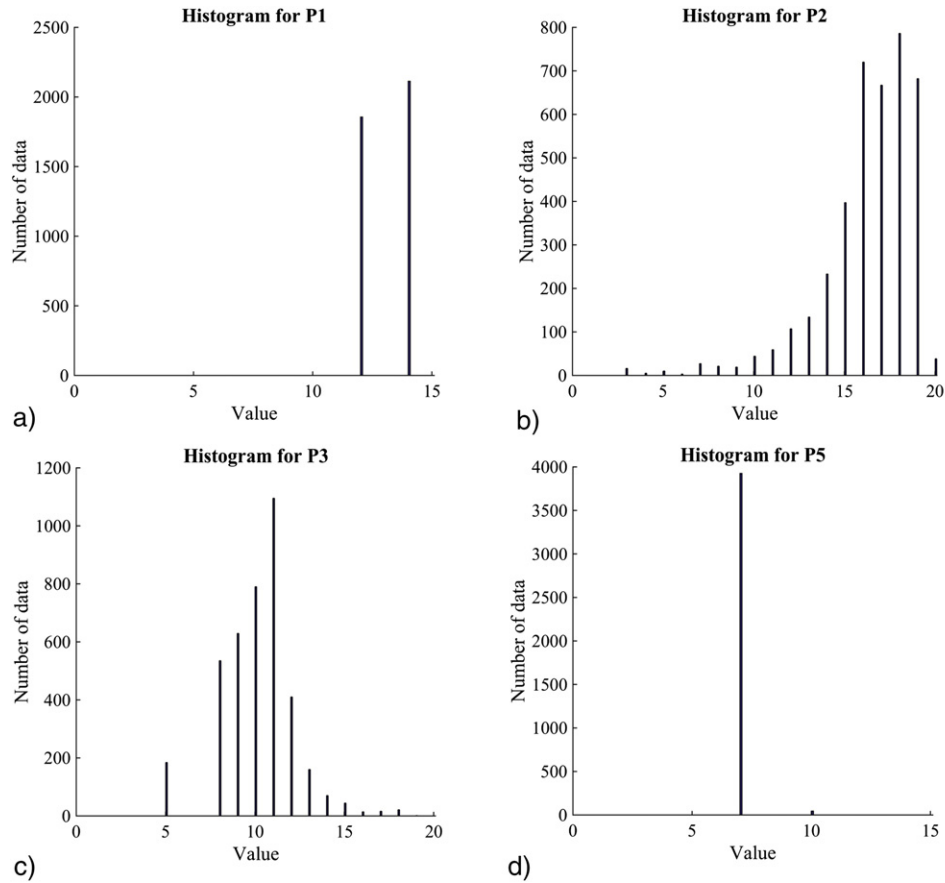 Histogram for P1
Number of data
2500
2000
1500
1000
500
0
0 5 10 15
Value
a)
Histogram for P2
Number of data
800
700
600
500
400
300
200
100
0
0 5 10 15 20
Value
b)
Histogram for P3
Number of data
1200
1000
800
600
400
200
0
0 5 10 15 20
Value
c)
Histogram for P5
Number of data
4000
3500
3000
2500
2000
1500
1000
500
0
0 5 10 15
Value
d)